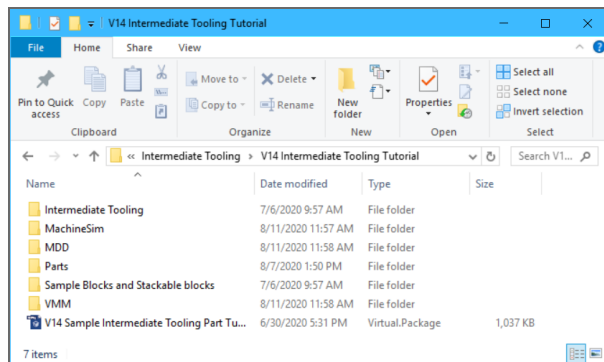 V14 Intermediate Tooling Tutorial
File Home Share View
Pin to Quick access
Copy
Paste
Move to
Copy to
Delete
Rename
New folder
Properties
Select all
Select none
Invert selection
Clipboard Organize New Open Select
« Intermediate Tooling › V14 Intermediate Tooling Tutorial Search V1...
Name Date modified Type Size
Intermediate Tooling 7/6/2020 9:57 AM File folder
MachineSim 8/11/2020 11:57 AM File folder
MDD 8/11/2020 11:58 AM File folder
Parts 8/7/2020 1:50 PM File folder
Sample Blocks and Stackable blocks 7/6/2020 9:57 AM File folder
VMM 8/11/2020 11:58 AM File folder
V14 Sample Intermediate Tooling Part Tu... 6/30/2020 5:31 PM Virtual.Package 1,037 KB
7 items